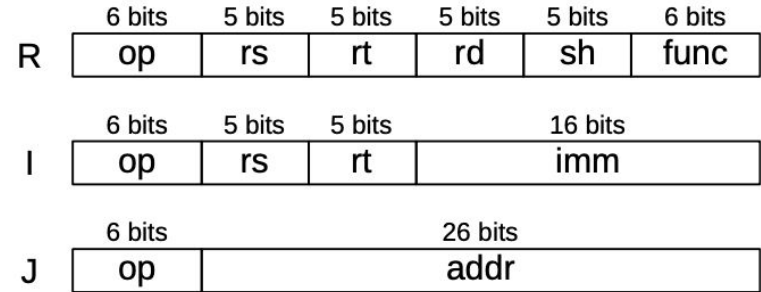 6 bits 5 bits 5 bits 5 bits 5 bits 6 bits
R op rs rt rd sh func
6 bits 5 bits 5 bits 16 bits
I op rs rt imm
6 bits 26 bits
J op addr